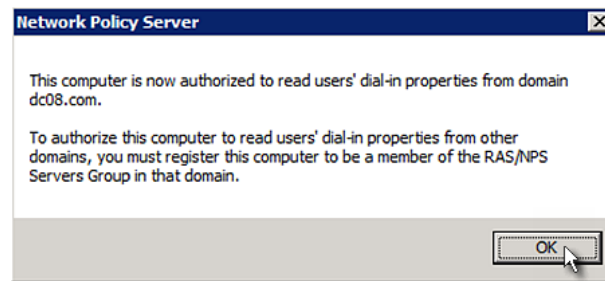 Network Policy Server
This computer is now authorized to read users' dial-in properties from domain
dc08.com.
To authorize this computer to read users' dial-in properties from other
domains, you must register this computer to be a member of the RAS/NPS
Servers Group in that domain.
OK